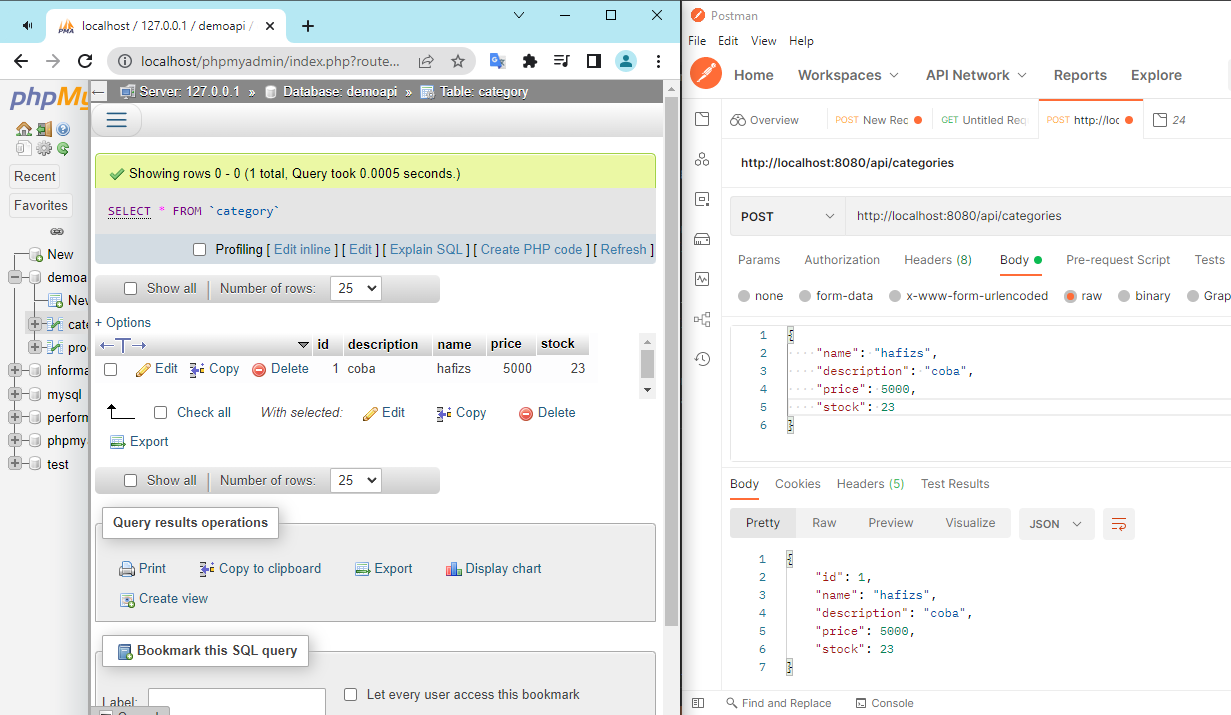 localhost / 127.0.0.1 / demoapi /
localhost/phpmyadmin/index.php?route...
phpMy
Recent
Favorites
New
demoa
Nev
cate
pro
informa
mysql
perform
phpmya
test
Server: 127.0.0.1 » Database: demoapi » Table: category
Showing rows 0 - 0 (1 total, Query took 0.0005 seconds.)
SELECT * FROM `category`
Profiling [ Edit inline ] [ Edit ] [ Explain SQL ] [ Create PHP code ] [ Refresh ]
Show all | Number of rows: 25
+ Options
←T→ id description name price stock
Edit Copy Delete 1 coba hafizs 5000 23
Check all With selected: Edit Copy Delete
Export
Show all | Number of rows: 25
Query results operations
Print Copy to clipboard Export Display chart
Create view
Bookmark this SQL query
Label: Let every user access this bookmark
Postman
File Edit View Help
Home Workspaces API Network Reports Explore
Overview POST New Rec GET Untitled Req POST http://loc 24
http://localhost:8080/api/categories
POST http://localhost:8080/api/categories
Params Authorization Headers (8) Body Pre-request Script Tests
none form-data x-www-form-urlencoded raw binary Grap
1 {
2 "name": "hafizs",
3 "description": "coba",
4 "price": 5000,
5 "stock": 23
6 }
Body Cookies Headers (5) Test Results
Pretty Raw Preview Visualize JSON
1 {
2 "id": 1,
3 "name": "hafizs",
4 "description": "coba",
5 "price": 5000,
6 "stock": 23
7 }
Find and Replace Console